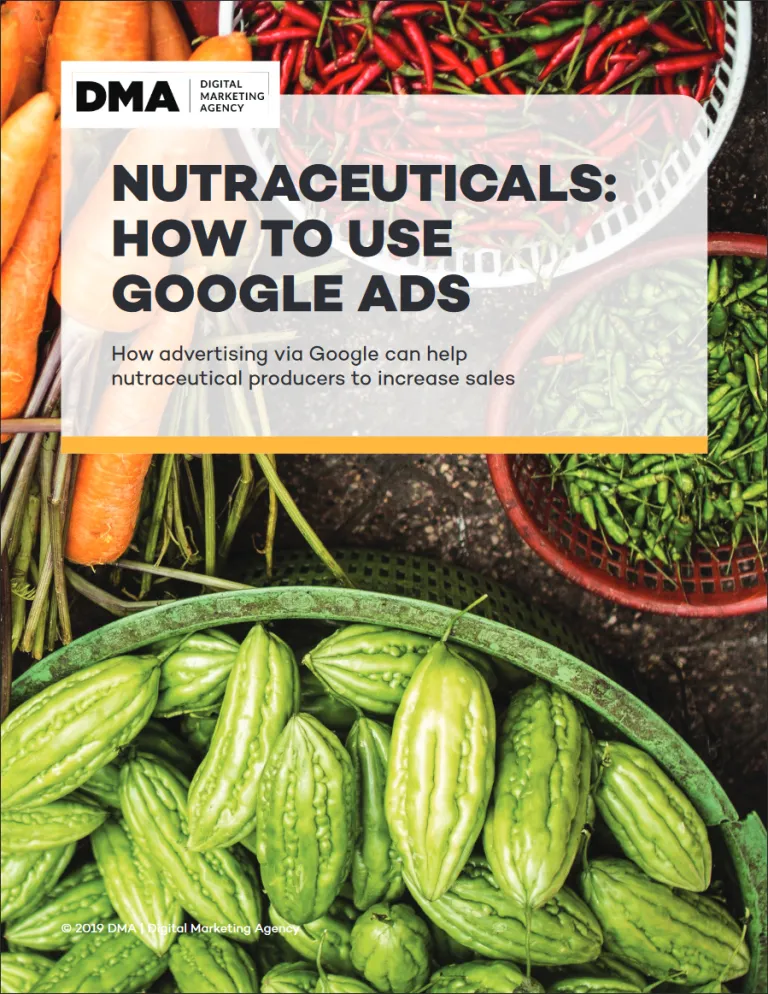 DMA
DIGITAL
MARKETING
AGENCY
NUTRACEUTICALS:
HOW TO USE
GOOGLE ADS
How advertising via Google can help
nutraceutical producers to increase sales
© 2019 DMA | Digital Marketing Agency